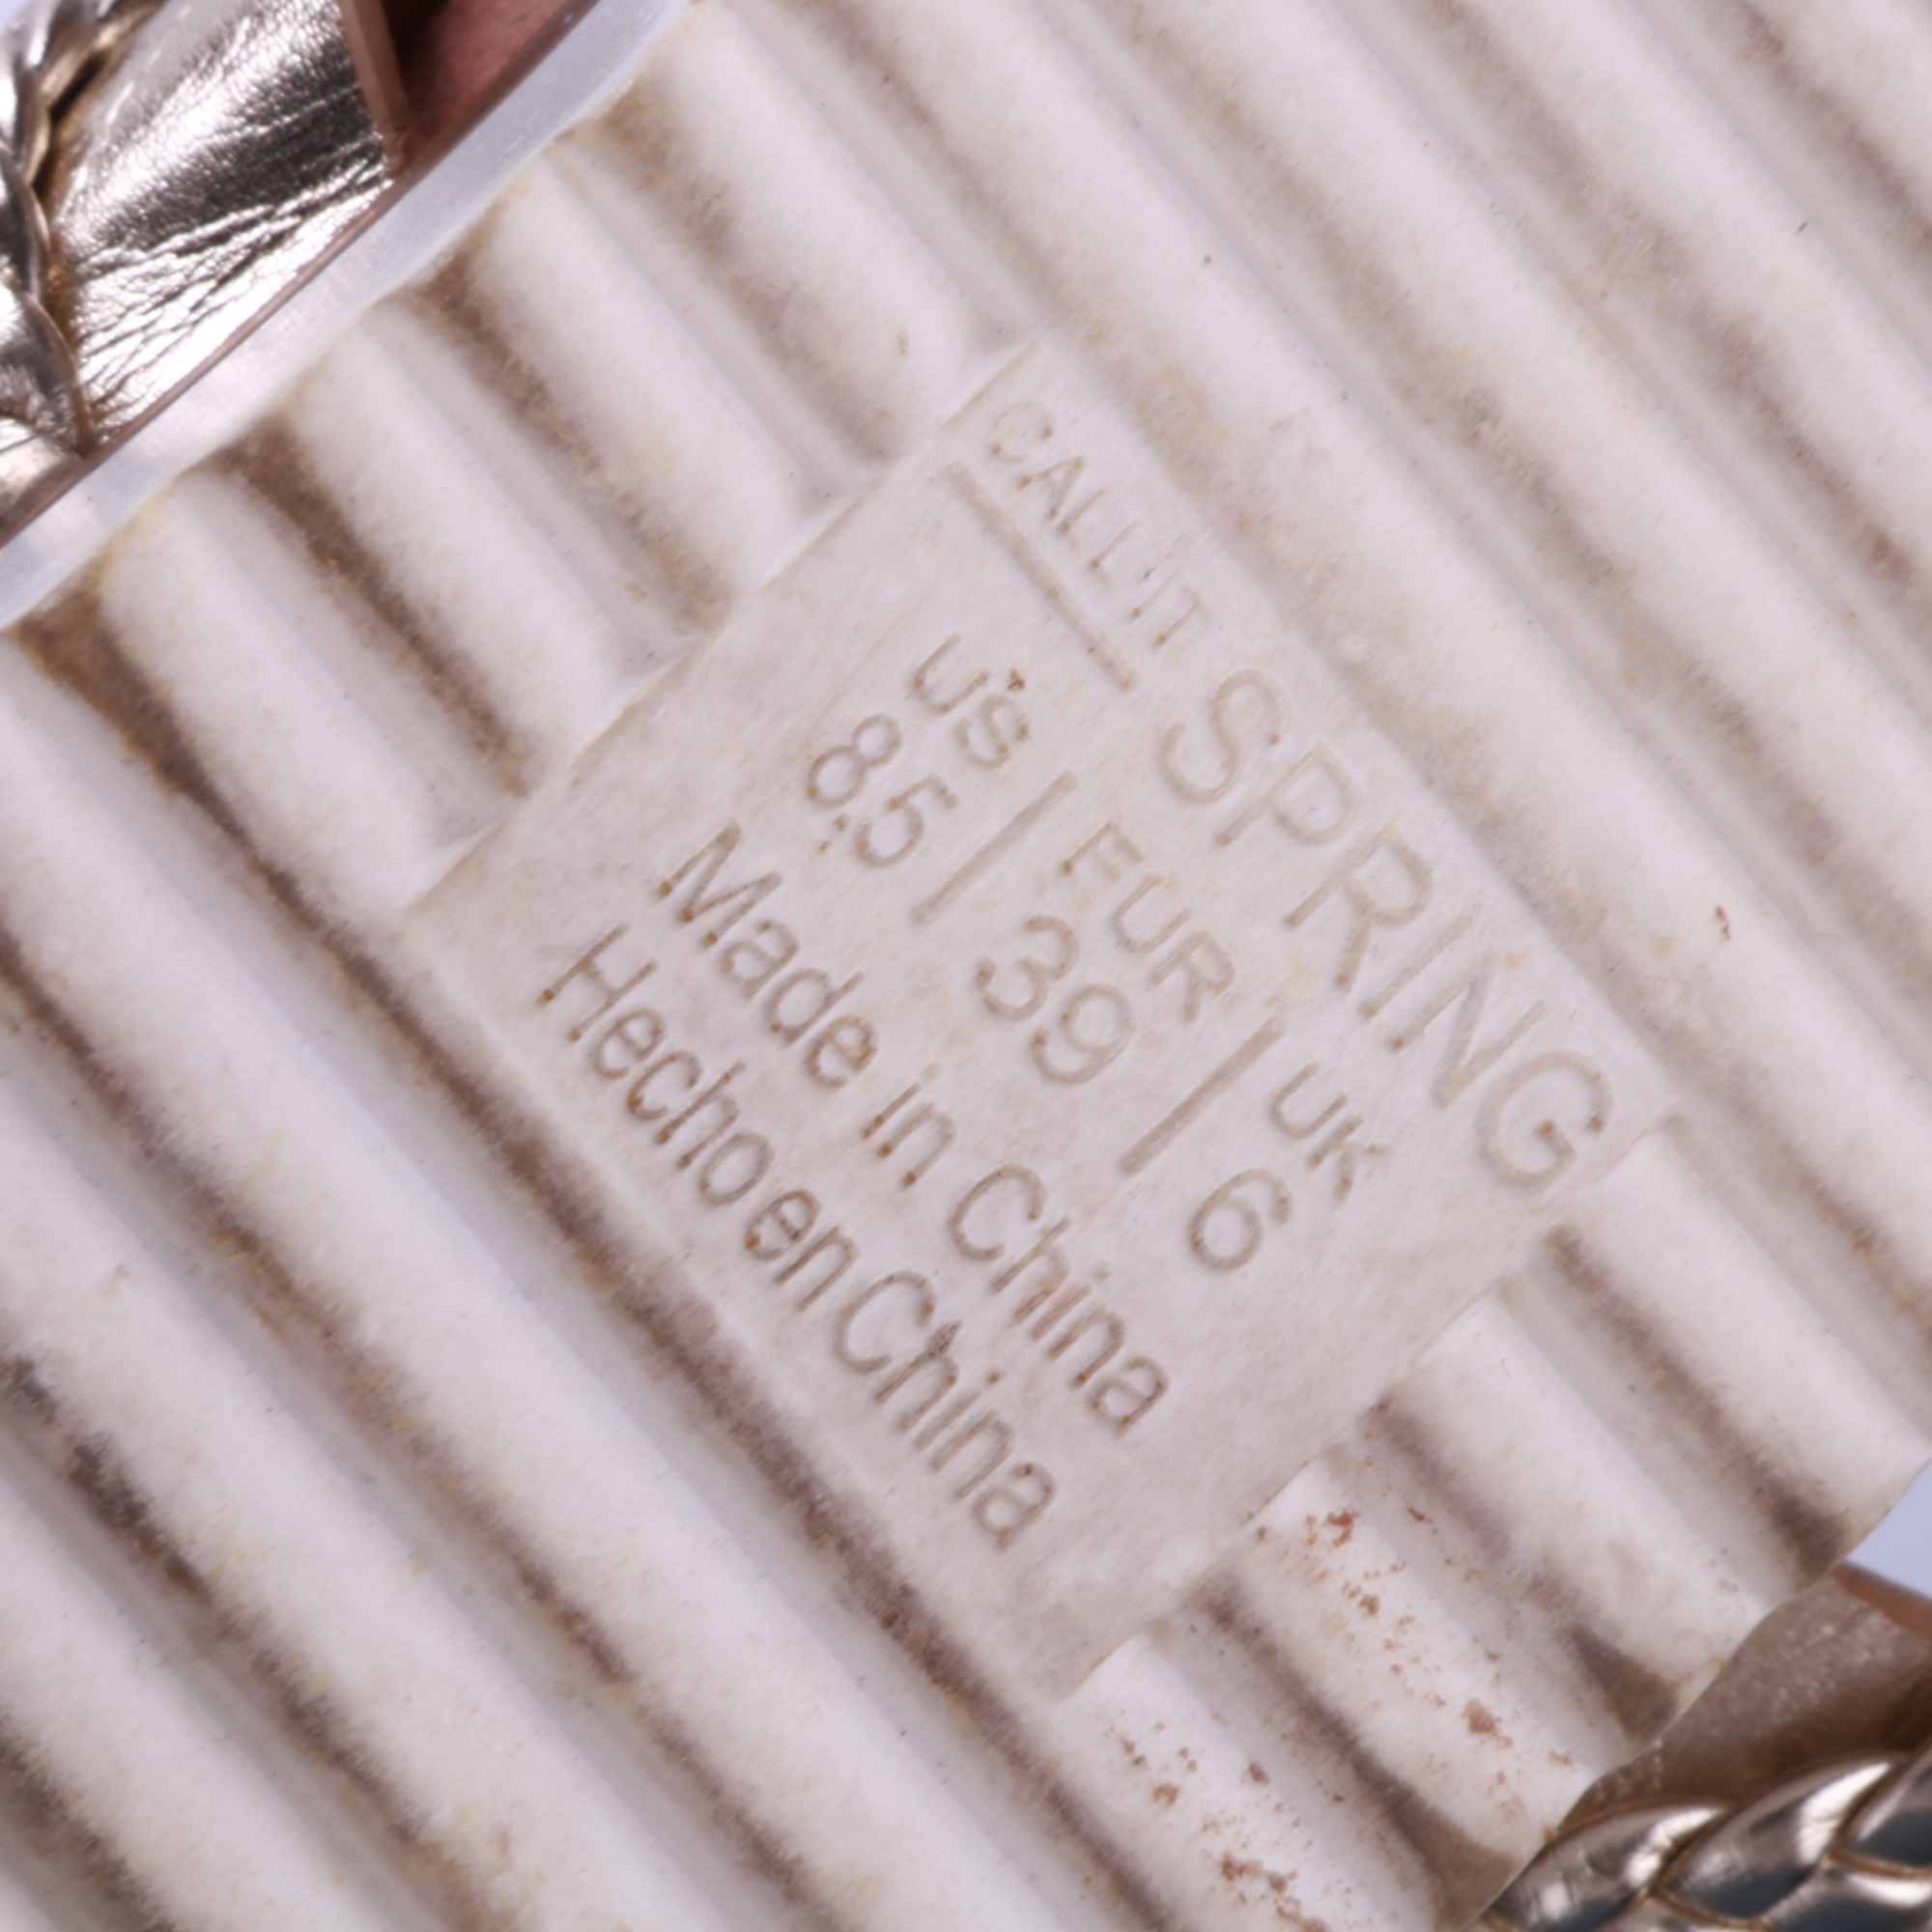 CALL IT SPRING
US | EUR | UK
8.5 | 39 | 6
Made in China
Hecho en China